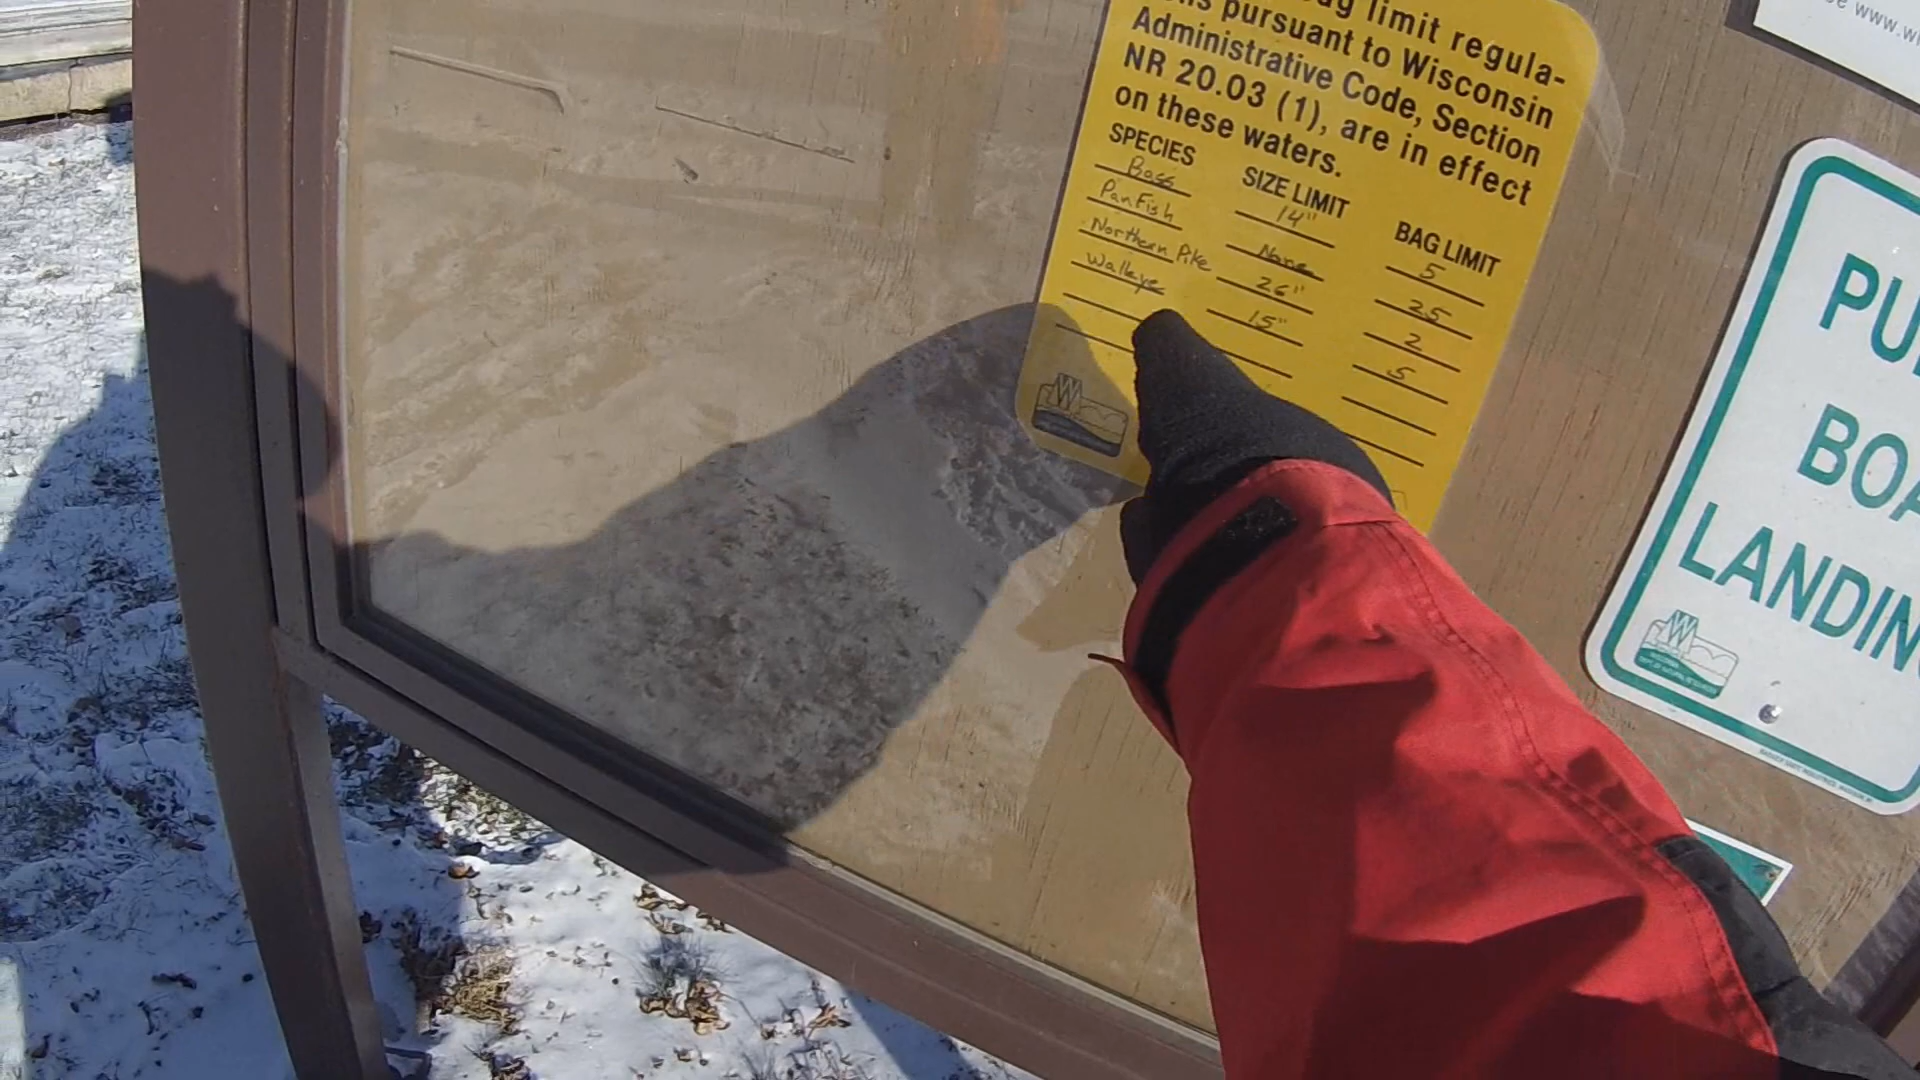 limit regula-
pursuant to Wisconsin
Administrative Code, Section
NR 20.03 (1), are in effect
on these waters.
SPECIES SIZE LIMIT BAG LIMIT
Bass 14" 5
PanFish None 25
Northern Pike 26" 2
Walleye 15" 5
W
PU
BOA
LANDIN
W
www.w